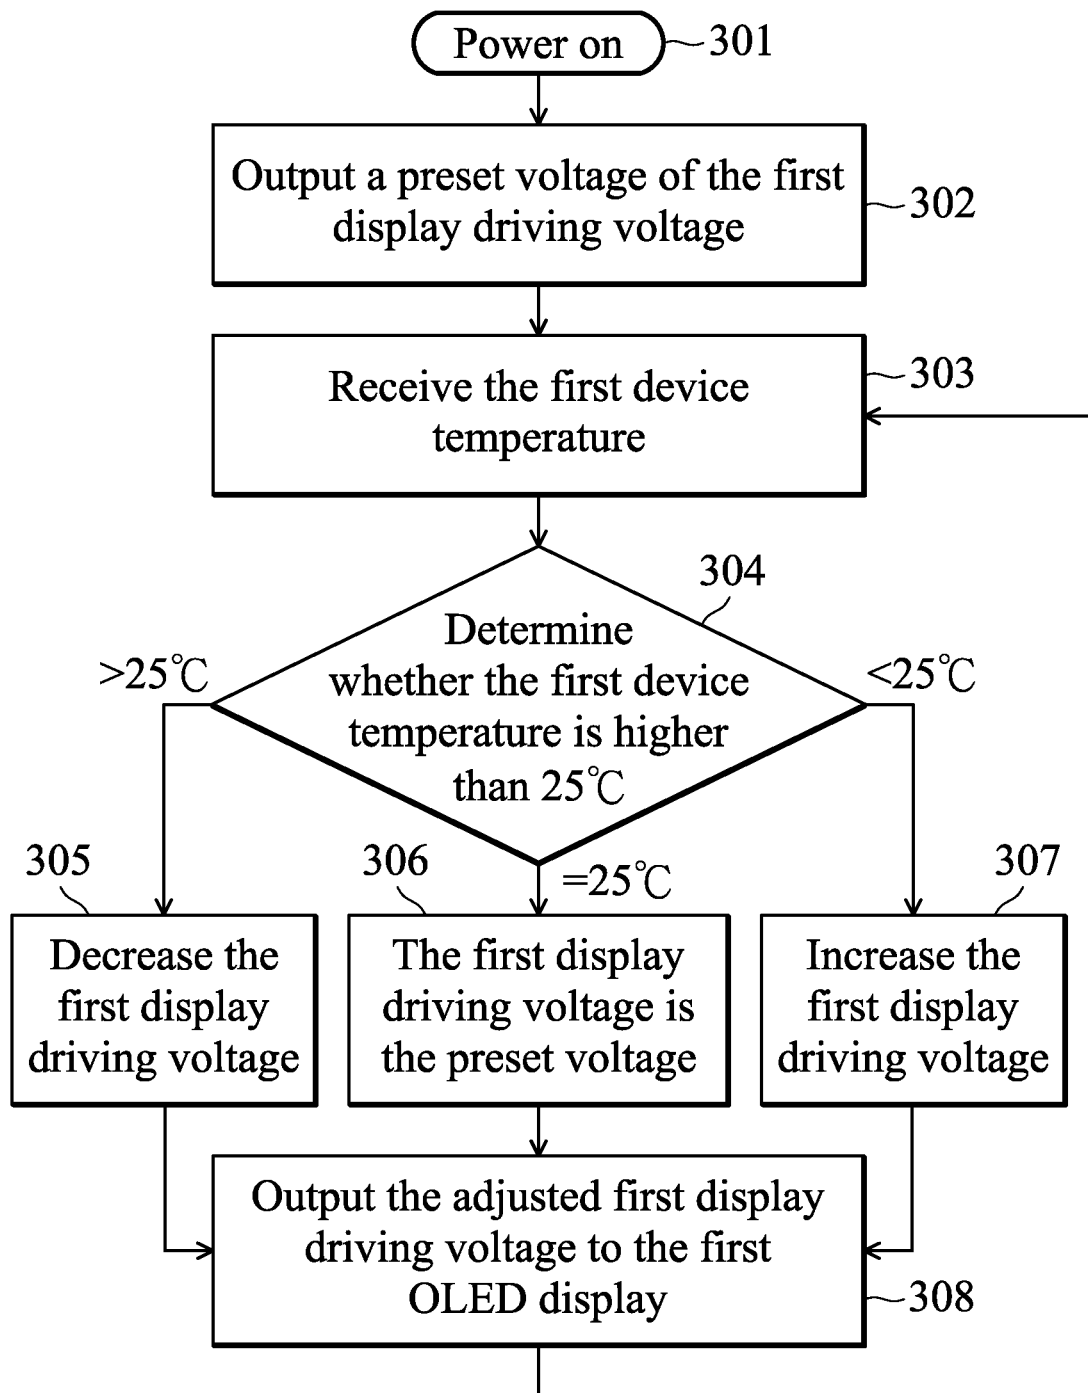 Power on
301
Output a preset voltage of the first
display driving voltage
302
Receive the first device
temperature
303
304
Determine
whether the first device
temperature is higher
than 25℃
>25℃
<25℃
=25℃
305
Decrease the
first display
driving voltage
306
The first display
driving voltage is
the preset voltage
307
Increase the
first display
driving voltage
Output the adjusted first display
driving voltage to the first
OLED display
308